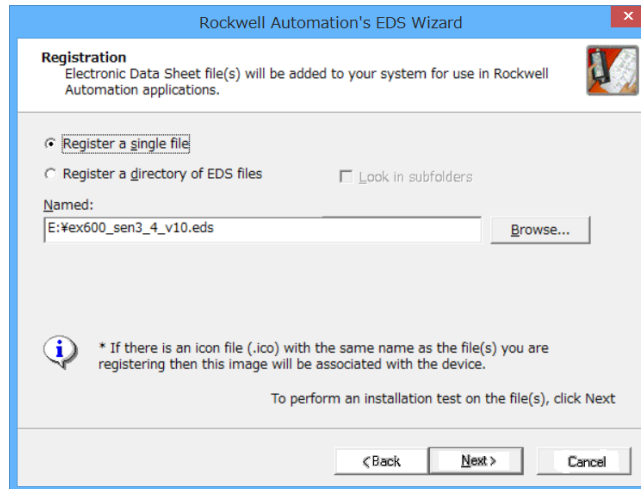 Rockwell Automation's EDS Wizard
Registration
Electronic Data Sheet file(s) will be added to your system for use in Rockwell
Automation applications.
Register a single file
Register a directory of EDS files
Look in subfolders
Named:
E:¥ex600_sen3_4_v10.eds
Browse...
* If there is an icon file (.ico) with the same name as the file(s) you are
registering then this image will be associated with the device.
To perform an installation test on the file(s), click Next
<Back
Next>
Cancel